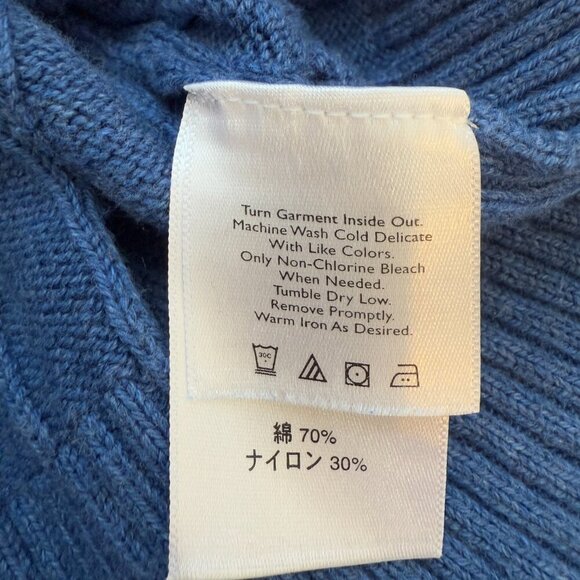 Turn Garment Inside Out.
Machine Wash Cold Delicate
With Like Colors.
Only Non-Chlorine Bleach
When Needed.
Tumble Dry Low.
Remove Promptly.
Warm Iron As Desired.
30C
綿 70%
ナイロン 30%